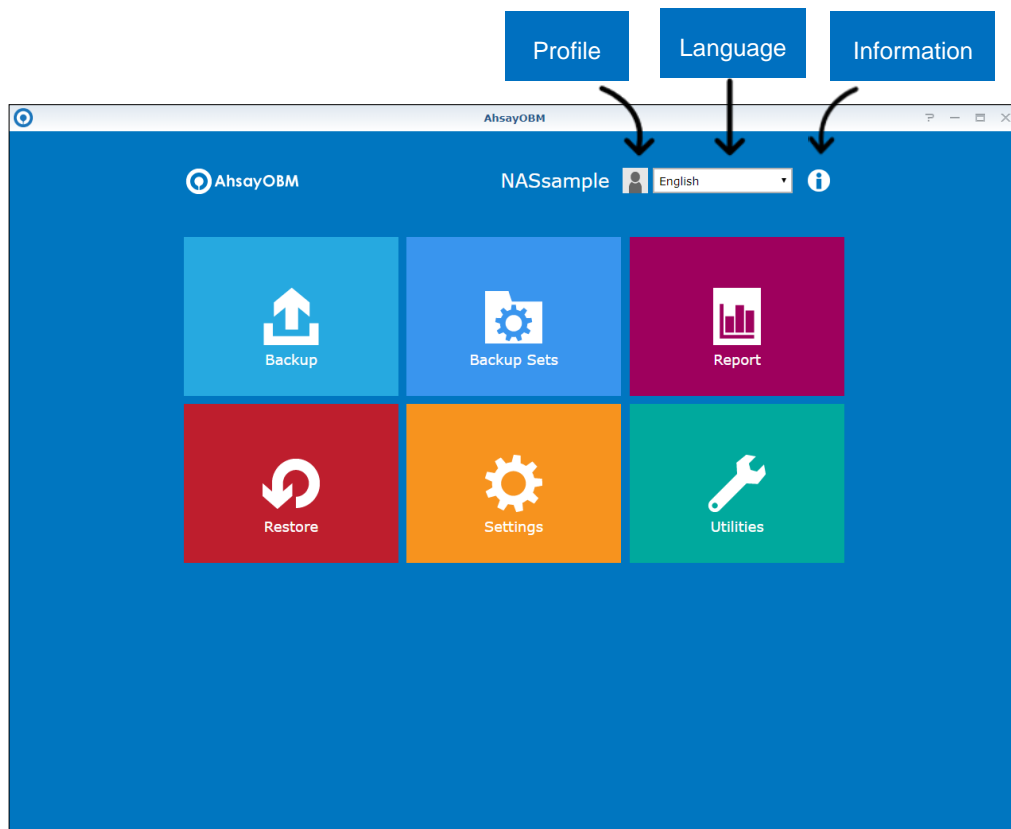 Profile
Language
Information
AhsayOBM
AhsayOBM
NASsample
English
Backup
Backup Sets
Report
Restore
Settings
Utilities